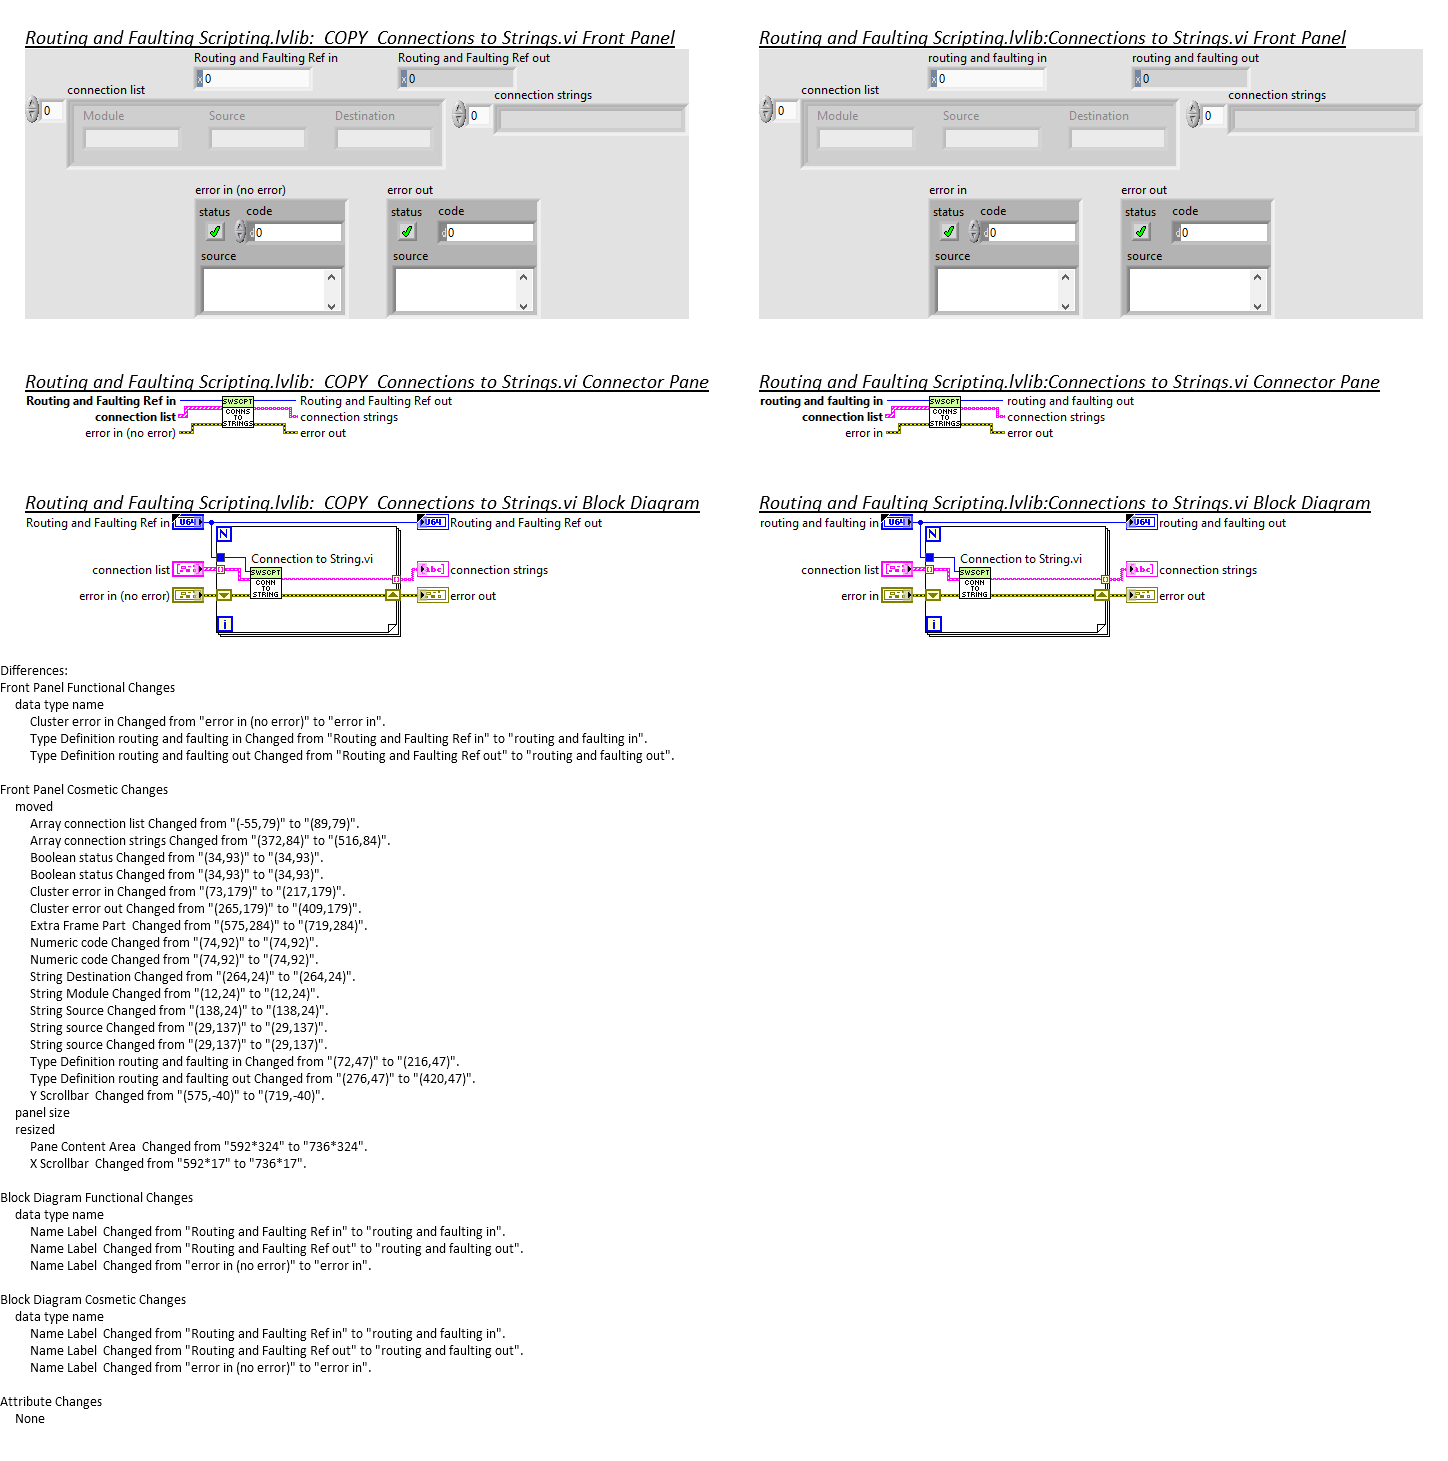 Routing and Faulting Scripting.lvlib:_COPY_Connections to Strings.vi Front Panel
Routing and Faulting Ref in
Routing and Faulting Ref out
x 0
x 0
connection list
connection strings
0
Module
Source
Destination
0
error in (no error)
error out
status
code
status
code
d 0
d 0
source
source
Routing and Faulting Scripting.lvlib:Connections to Strings.vi Front Panel
routing and faulting in
routing and faulting out
x 0
x 0
connection list
connection strings
0
Module
Source
Destination
0
error in
error out
status
code
status
code
d 0
d 0
source
source
Routing and Faulting Scripting.lvlib:_COPY_Connections to Strings.vi Connector Pane
Routing and Faulting Ref in
SWSCPT
Routing and Faulting Ref out
connection list
CONNS
TO
STRINGS
connection strings
error in (no error)
error out
Routing and Faulting Scripting.lvlib:Connections to Strings.vi Connector Pane
routing and faulting in
SWSCPT
routing and faulting out
connection list
CONNS
TO
STRINGS
connection strings
error in
error out
Routing and Faulting Scripting.lvlib:_COPY_Connections to Strings.vi Block Diagram
Routing and Faulting Ref in
U64
U64
Routing and Faulting Ref out
N
Connection to String.vi
connection list
SWSCPT
CONN
TO
STRING
abc
connection strings
error in (no error)
error out
i
Routing and Faulting Scripting.lvlib:Connections to Strings.vi Block Diagram
routing and faulting in
U64
U64
routing and faulting out
N
Connection to String.vi
connection list
SWSCPT
CONN
TO
STRING
abc
connection strings
error in
error out
i
Differences:
Front Panel Functional Changes
data type name
Cluster error in Changed from "error in (no error)" to "error in".
Type Definition routing and faulting in Changed from "Routing and Faulting Ref in" to "routing and faulting in".
Type Definition routing and faulting out Changed from "Routing and Faulting Ref out" to "routing and faulting out".
Front Panel Cosmetic Changes
moved
Array connection list Changed from "(-55,79)" to "(89,79)".
Array connection strings Changed from "(372,84)" to "(516,84)".
Boolean status Changed from "(34,93)" to "(34,93)".
Boolean status Changed from "(34,93)" to "(34,93)".
Cluster error in Changed from "(73,179)" to "(217,179)".
Cluster error out Changed from "(265,179)" to "(409,179)".
Extra Frame Part  Changed from "(575,284)" to "(719,284)".
Numeric code Changed from "(74,92)" to "(74,92)".
Numeric code Changed from "(74,92)" to "(74,92)".
String Destination Changed from "(264,24)" to "(264,24)".
String Module Changed from "(12,24)" to "(12,24)".
String Source Changed from "(138,24)" to "(138,24)".
String source Changed from "(29,137)" to "(29,137)".
String source Changed from "(29,137)" to "(29,137)".
Type Definition routing and faulting in Changed from "(72,47)" to "(216,47)".
Type Definition routing and faulting out Changed from "(276,47)" to "(420,47)".
Y Scrollbar  Changed from "(575,-40)" to "(719,-40)".
panel size
resized
Pane Content Area  Changed from "592*324" to "736*324".
X Scrollbar  Changed from "592*17" to "736*17".
Block Diagram Functional Changes
data type name
Name Label  Changed from "Routing and Faulting Ref in" to "routing and faulting in".
Name Label  Changed from "Routing and Faulting Ref out" to "routing and faulting out".
Name Label  Changed from "error in (no error)" to "error in".
Block Diagram Cosmetic Changes
data type name
Name Label  Changed from "Routing and Faulting Ref in" to "routing and faulting in".
Name Label  Changed from "Routing and Faulting Ref out" to "routing and faulting out".
Name Label  Changed from "error in (no error)" to "error in".
Attribute Changes
None